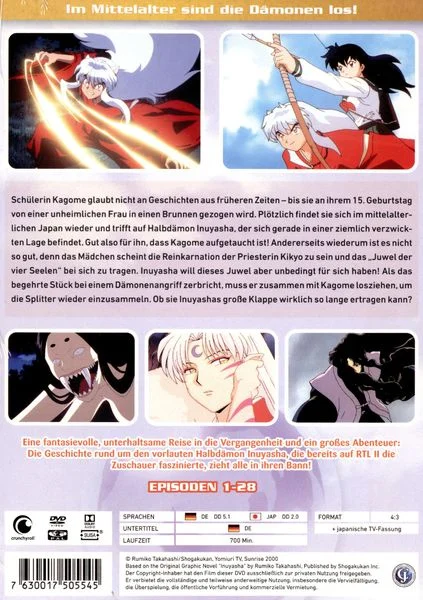 Im Mittelalter sind die Dämonen los!
Schülerin Kagome glaubt nicht an Geschichten aus früheren Zeiten – bis sie an ihrem 15. Geburtstag
von einer unheimlichen Frau in einen Brunnen gezogen wird. Plötzlich findet sie sich im mittelalter-
lichen Japan wieder und trifft auf Halbdämon Inuyasha, der sich gerade in einer ziemlich verzwick-
ten Lage befindet. Gut also für ihn, dass Kagome aufgetaucht ist! Andererseits wiederum ist es nicht
so gut, denn das Mädchen scheint die Reinkarnation der Priesterin Kikyo zu sein und das „Juwel der
vier Seelen" bei sich zu tragen. Inuyasha will dieses Juwel aber unbedingt für sich haben! Als das
begehrte Stück bei einem Dämonenangriff zerbricht, muss er zusammen mit Kagome losziehen, um
die Splitter wieder einzusammeln. Ob sie Inuyashas große Klappe wirklich so lange ertragen kann?
Eine fantasievolle, unterhaltsame Reise in die Vergangenheit und ein großes Abenteuer:
Die Geschichte rund um den vorlauten Halbdämon Inuyasha, die bereits auf RTL II die
Zuschauer faszinierte, zieht alle in ihren Bann!
EPISODEN 1-28
crunchyroll
DVD
VIDEO
DOLBY
AUDIO
SUISA
SPRACHEN DE DD 5.1 JAP DD 2.0
UNTERTITEL DE
LAUFZEIT 700 Min.
FORMAT 4:3
+ japanische TV-Fassung
© Rumiko Takahashi/Shogakukan, Yomiuri TV, Sunrise 2000
Based on the Original Graphic Novel "Inuyasha" by Rumiko Takahashi, Published by Shogakukan Inc.
Der Copyright-Inhaber hat den Film dieser DVD ausschließlich zur privaten Nutzung freigegeben.
Er verbietet die vollständige und teilweise anderweitige Nutzung, insbesondere die Vervielfältigung,
die Überspielung, die öffentliche Vorführung, die Vermietung und die Sendung dieses Films.
7 630017 505545